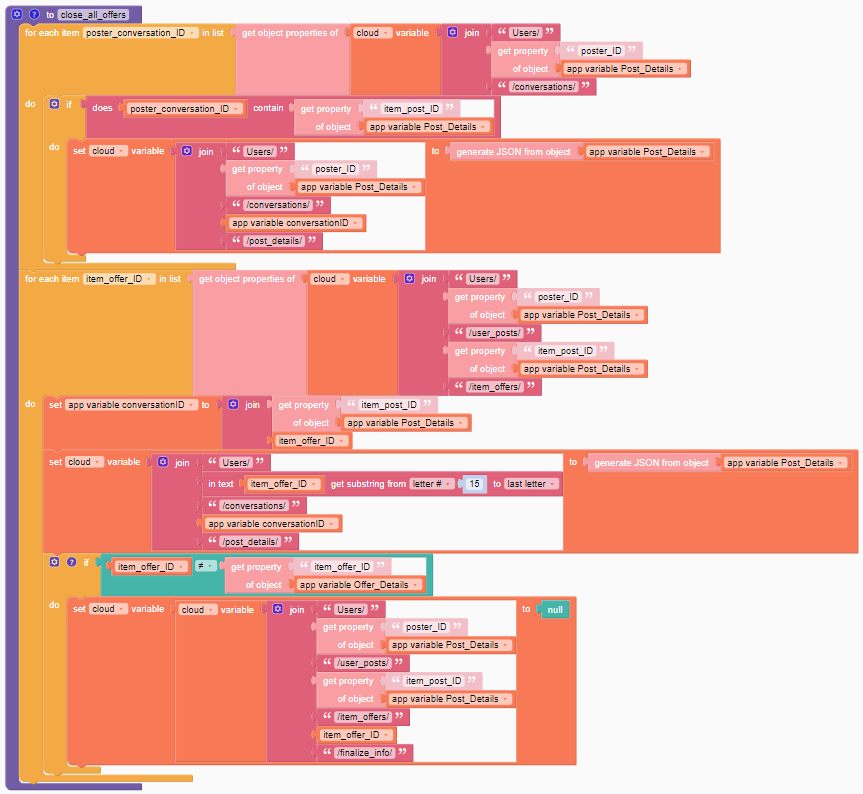 to close_all_offers
for each item poster_conversation_ID in list get object properties of cloud variable join “ Users/ ”
get property “ poster_ID ”
of object app variable Post_Details
“ /conversations/ ”
do if does poster_conversation_ID contain get property “ item_post_ID ”
of object app variable Post_Details
do set cloud variable join “ Users/ ” to generate JSON from object app variable Post_Details
get property “ poster_ID ”
of object app variable Post_Details
“ /conversations/ ”
app variable conversationID
“ /post_details/ ”
for each item item_offer_ID in list get object properties of cloud variable join “ Users/ ”
get property “ poster_ID ”
of object app variable Post_Details
“ /user_posts/ ”
get property “ item_post_ID ”
of object app variable Post_Details
“ /item_offers/ ”
do set app variable conversationID to join get property “ item_post_ID ”
of object app variable Post_Details
item_offer_ID
set cloud variable join “ Users/ ” to generate JSON from object app variable Post_Details
in text item_offer_ID get substring from letter # 15 to last letter
“ /conversations/ ”
app variable conversationID
“ /post_details/ ”
if item_offer_ID ≠ get property “ item_offer_ID ”
of object app variable Offer_Details
do set cloud variable cloud variable join “ Users/ ” to null
get property “ poster_ID ”
of object app variable Post_Details
“ /user_posts/ ”
get property “ item_post_ID ”
of object app variable Post_Details
“ /item_offers/ ”
item_offer_ID
“ /finalize_info/ ”